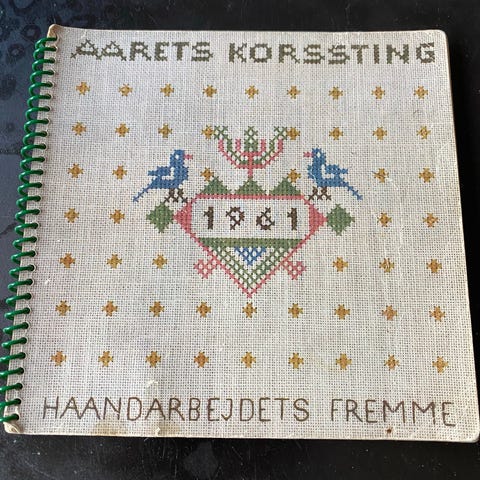 AARETS KORSSTING
1961
HAANDARBEJDETS FREMME